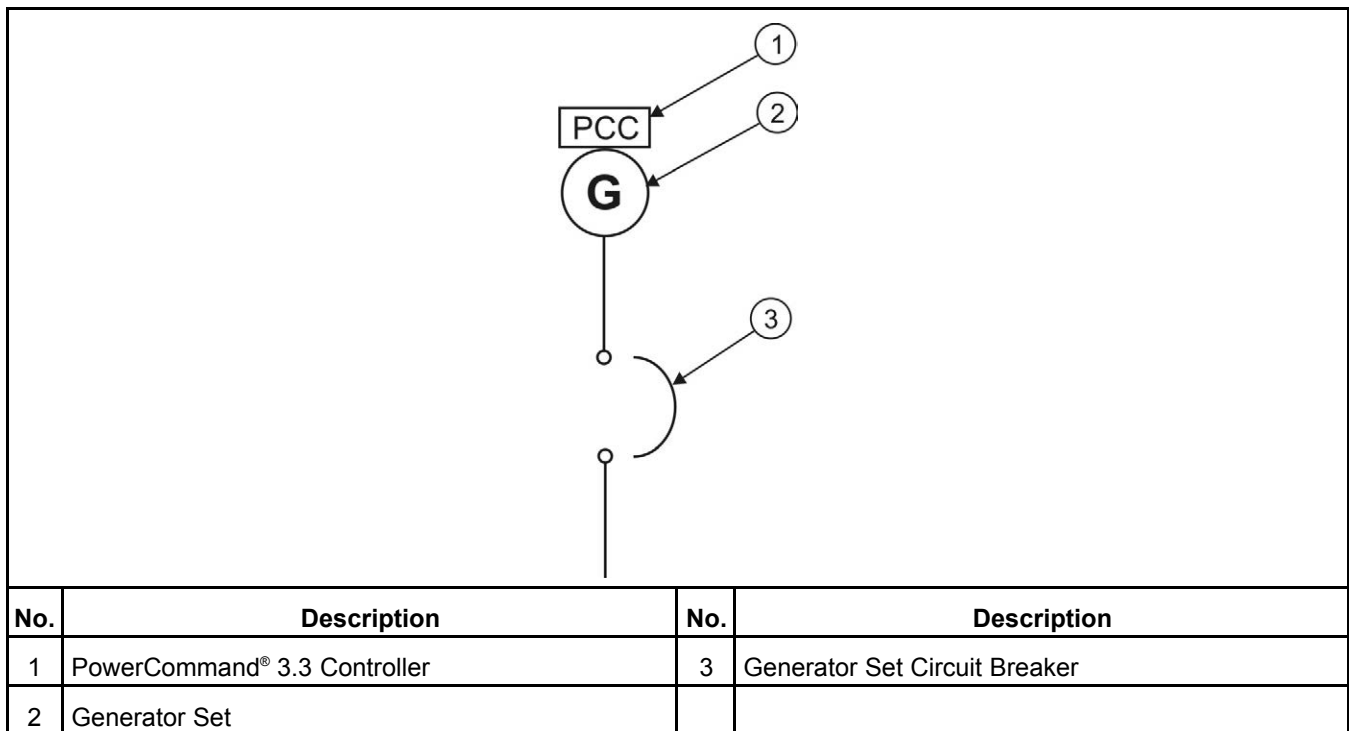 1
PCC
2
G
3
No. Description No. Description
1 PowerCommand® 3.3 Controller 3 Generator Set Circuit Breaker
2 Generator Set